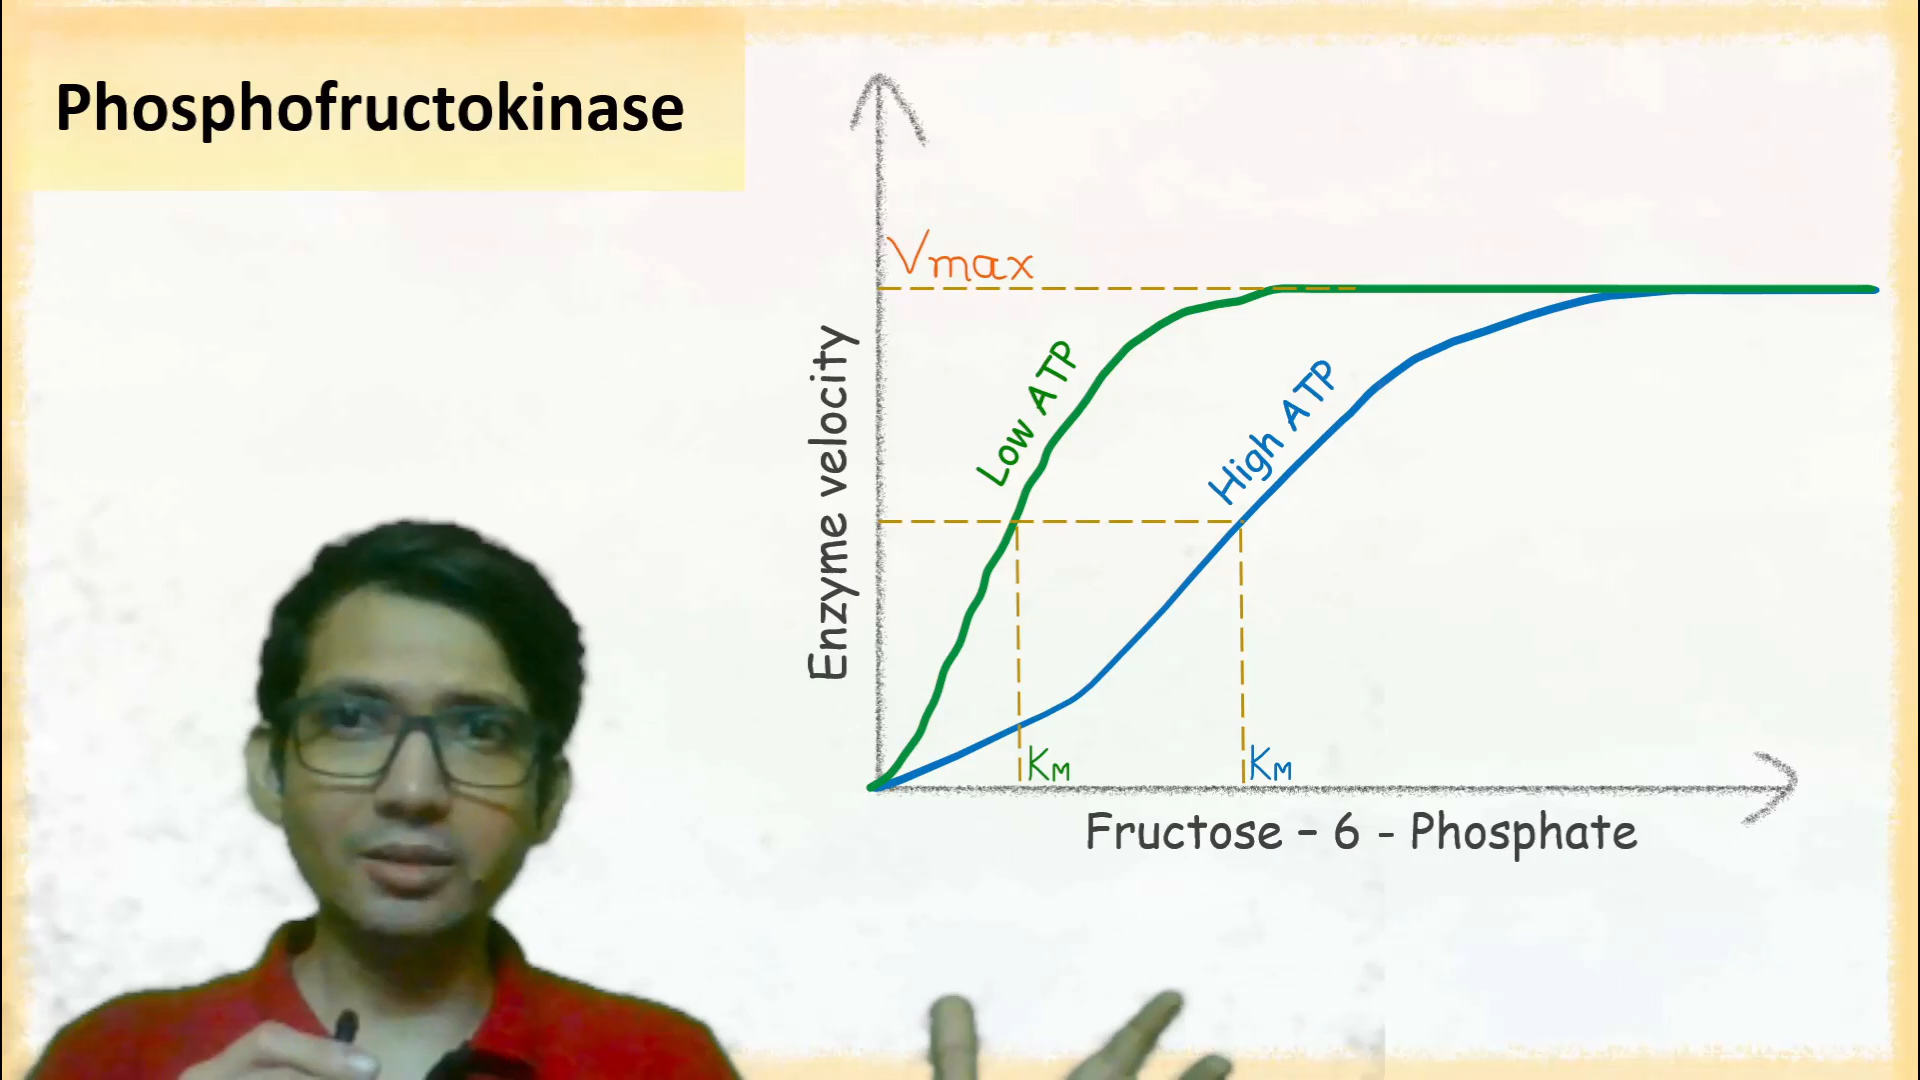 Phosphofructokinase
Vmax
Enzyme velocity
Low ATP
High ATP
KM
KM
Fructose – 6 - Phosphate